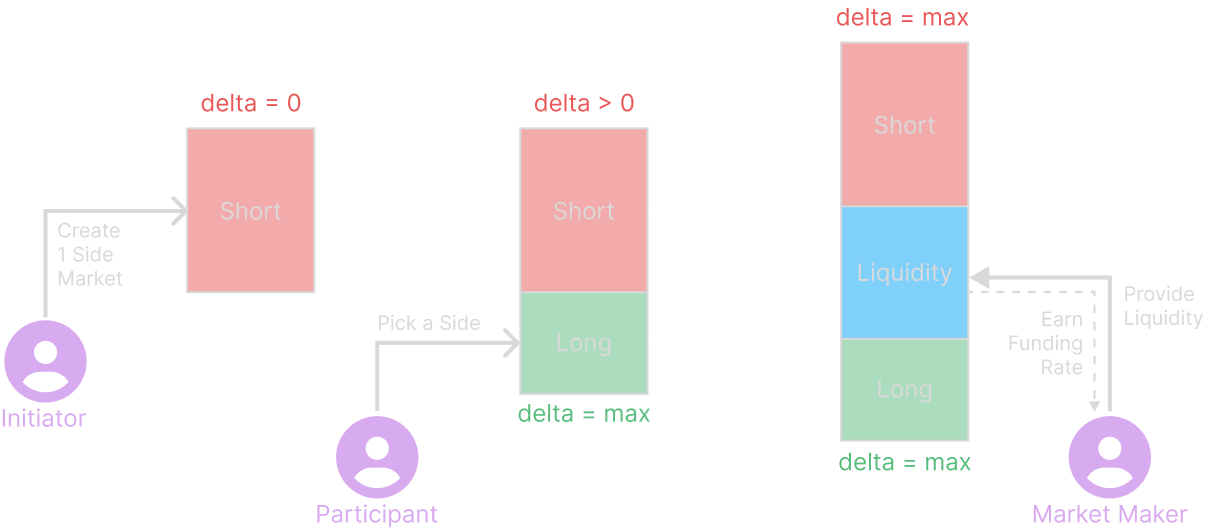 delta = 0
Short
Create
1 Side
Market
Initiator
delta > 0
Short
Long
delta = max
Pick a Side
Participant
delta = max
Short
Liquidity
Long
delta = max
Provide
Liquidity
Earn
Funding
Rate
Market Maker